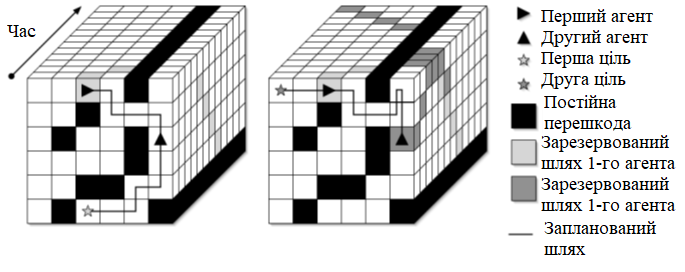 Час
Перший агент
Другий агент
Перша ціль
Друга ціль
Постійна
перешкода
Зарезервований
шлях 1-го агента
Зарезервований
шлях 1-го агента
Запланований
шлях